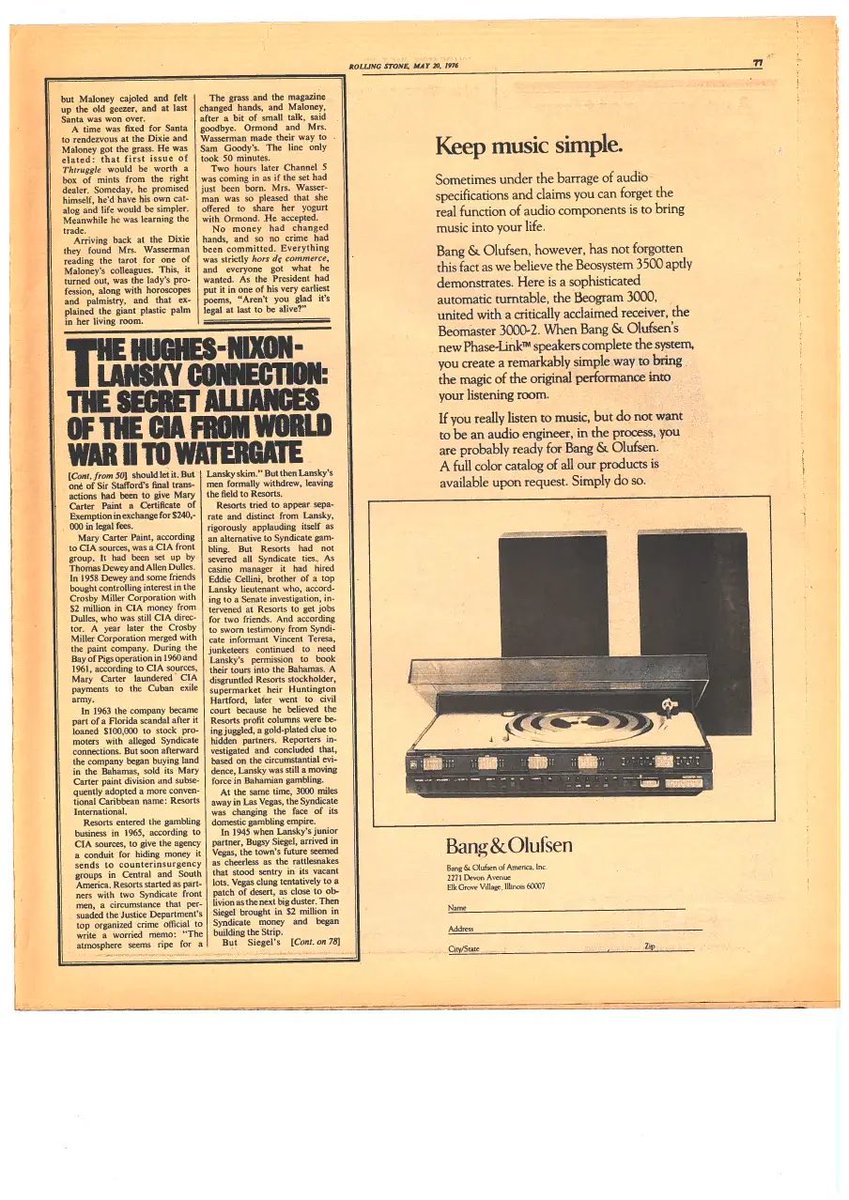 ROLLING STONE, MAY 20, 1976
77
but Maloney cajoled and felt
up the old geezer, and at last
Santa was won over.
A time was fixed for Santa
to rendezvous at the Dixie and
Maloney got the grass. He was
elated: that first issue of
Thtruggle would be worth a
box of mints from the right
dealer. Someday, he promised
himself, he'd have his own cat-
alog and life would be simpler.
Meanwhile he was learning the
trade.
Arriving back at the Dixie
they found Mrs. Wasserman
reading the tarot for one of
Maloney's colleagues. This, it
turned out, was the lady's pro-
fession, along with horoscopes
and palmistry, and that ex-
plained the giant plastic palm
in her living room.
The grass and the magazine
changed hands, and Maloney,
after a bit of small talk, said
goodbye. Ormond and Mrs.
Wasserman made their way to
Sam Goody's. The line only
took 50 minutes.
Two hours later Channel 5
was coming in as if the set had
just been born. Mrs. Wasser-
man was so pleased that she
offered to share her yogurt
with Ormond. He accepted.
No money had changed
hands, and so no crime had
been committed. Everything
was strictly hors de commerce,
and everyone got what he
wanted. As the President had
put it in one of his very earliest
poems, "Aren't you glad it's
legal at last to be alive?"
THE HUGHES-NIXON-
LANSKY CONNECTION:
THE SECRET ALLIANCES
OF THE CIA FROM WORLD
WAR II TO WATERGATE
[Cont. from 50] should let it. But
one of Sir Stafford's final trans-
actions had been to give Mary
Carter Paint a Certificate of
Exemption in exchange for $240,-
000 in legal fees.
Mary Carter Paint, according
to CIA sources, was a CIA front
group. It had been set up by
Thomas Dewey and Allen Dulles.
In 1958 Dewey and some friends
bought controlling interest in the
Crosby Miller Corporation with
$2 million in CIA money from
Dulles, who was still CIA direc-
tor. A year later the Crosby
Miller Corporation merged with
the paint company. During the
Bay of Pigs operation in 1960 and
1961, according to CIA sources,
Mary Carter laundered CIA
payments to the Cuban exile
army.
In 1963 the company became
part of a Florida scandal after it
loaned $100,000 to stock pro-
moters with alleged Syndicate
connections. But soon afterward
the company began buying land
in the Bahamas, sold its Mary
Carter paint division and subse-
quently adopted a more conven-
tional Caribbean name: Resorts
International.
Resorts entered the gambling
business in 1965, according to
CIA sources, to give the agency
a conduit for hiding money it
sends to counterinsurgency
groups in Central and South
America. Resorts started as part-
ners with two Syndicate front
men, a circumstance that per-
suaded the Justice Department's
top organized crime official to
write a worried memo: "The
atmosphere seems ripe for a
Lansky skim." But then Lansky's
men formally withdrew, leaving
the field to Resorts.
Resorts tried to appear sepa-
rate and distinct from Lansky,
rigorously applauding itself as
an alternative to Syndicate gam-
bling. But Resorts had not
severed all Syndicate ties. As
casino manager it had hired
Eddie Cellini, brother of a top
Lansky lieutenant who, accord-
ing to a Senate investigation, in-
tervened at Resorts to get jobs
for two friends. And according
to sworn testimony from Syndi-
cate informant Vincent Teresa,
junketeers continued to need
Lansky's permission to book
their tours into the Bahamas. A
disgruntled Resorts stockholder,
supermarket heir Huntington
Hartford, later went to civil
court because he believed the
Resorts profit columns were be-
ing juggled, a gold-plated clue to
hidden partners. Reporters in-
vestigated and concluded that,
based on the circumstantial evi-
dence, Lansky was still a moving
force in Bahamian gambling.
At the same time, 3000 miles
away in Las Vegas, the Syndicate
was changing the face of its
domestic gambling empire.
In 1945 when Lansky's junior
partner, Bugsy Siegel, arrived in
Vegas, the town's future seemed
as cheerless as the rattlesnakes
that stood sentry in its vacant
lots. Vegas clung tentatively to a
patch of desert, as close to ob-
livion as the next big duster. Then
Siegel brought in $2 million in
Syndicate money and began
building the Strip.
But Siegel's [Cont. on 78]
Keep music simple.
Sometimes under the barrage of audio
specifications and claims you can forget the
real function of audio components is to bring
music into your life.
Bang & Olufsen, however, has not forgotten
this fact as we believe the Beosystem 3500 aptly
demonstrates. Here is a sophisticated
automatic turntable, the Beogram 3000,
united with a critically acclaimed receiver, the
Beomaster 3000-2. When Bang & Olufsen's
new Phase-Link™ speakers complete the system,
you create a remarkably simple way to bring
the magic of the original performance into
your listening room.
If you really listen to music, but do not want
to be an audio engineer, in the process, you
are probably ready for Bang & Olufsen.
A full color catalog of all our products is
available upon request. Simply do so.
Bang & Olufsen
Bang & Olufsen of America, Inc.
2271 Devon Avenue
Elk Grove Village, Illinois 60007
Name
Address
City/State
Zip